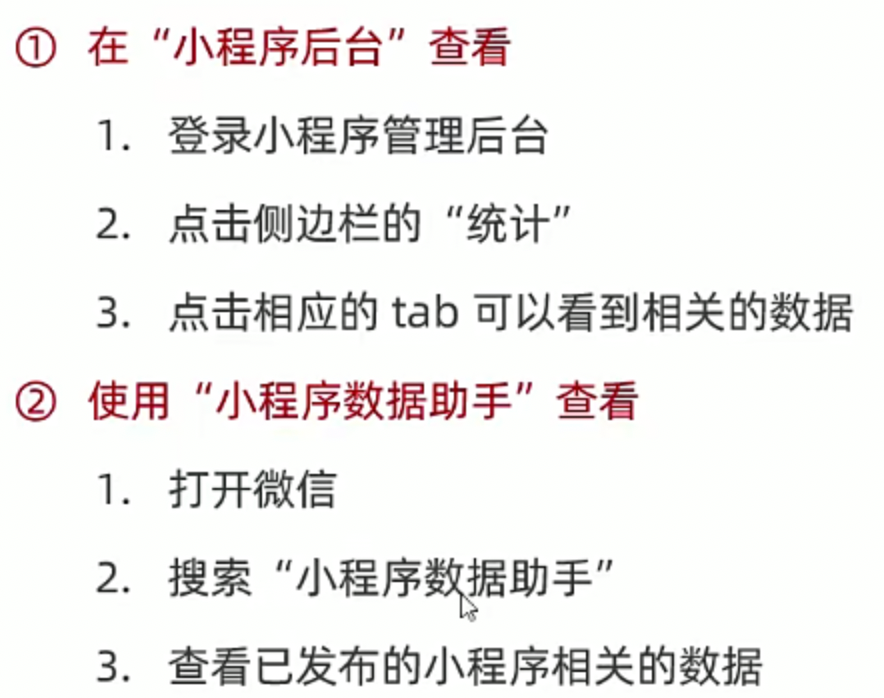 ① 在“小程序后台”查看
1. 登录小程序管理后台
2. 点击侧边栏的“统计”
3. 点击相应的 tab 可以看到相关的数据
② 使用“小程序数据助手”查看
1. 打开微信
2. 搜索“小程序数据助手”
3. 查看已发布的小程序相关的数据